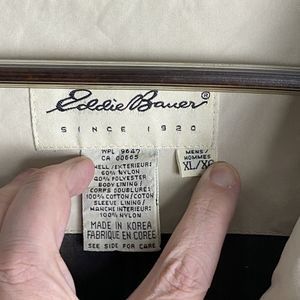 Eddie Bauer®
SINCE 1920
WPL 9647
CA 00605
SHELL/EXTERIEUR:
60% NYLON
40% POLYESTER
BODY LINING/
CORPS DOUBLURE:
100% COTTON/COTON
SLEEVE LINING/
MANCHE INTERIEUR:
100% NYLON
MADE IN KOREA
FABRIQUE EN COREE
SEE SIDE FOR CARE
MENS/
HOMMES
XL/XG